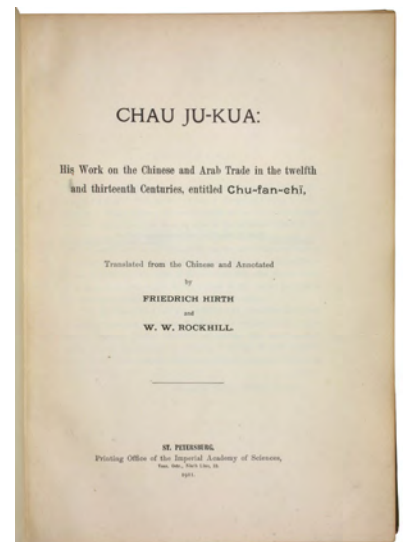 CHAU JU-KUA:
His Work on the Chinese and Arab Trade in the twelfth
and thirteenth Centuries, entitled Chu-fan-chï,
Translated from the Chinese and Annotated
by
FRIEDRICH HIRTH
and
W. W. ROCKHILL.
ST. PETERSBURG.
Printing Office of the Imperial Academy of Sciences,
Line, 12.